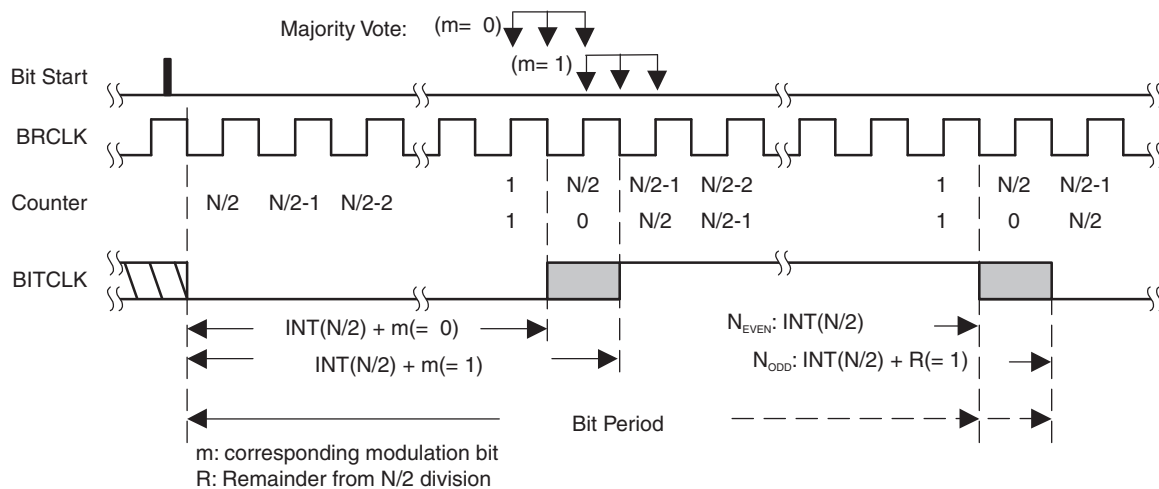 Majority Vote: (m= 0)
(m= 1)
Bit Start
BRCLK
Counter
N/2 N/2-1 N/2-2 1 N/2 N/2-1 N/2-2 1 N/2 N/2-1
1 0 N/2 N/2-1 1 0 N/2
BITCLK
INT(N/2) + m(= 0)
NEVEN: INT(N/2)
INT(N/2) + m(= 1)
NODD: INT(N/2) + R(= 1)
Bit Period
m: corresponding modulation bit
R: Remainder from N/2 division